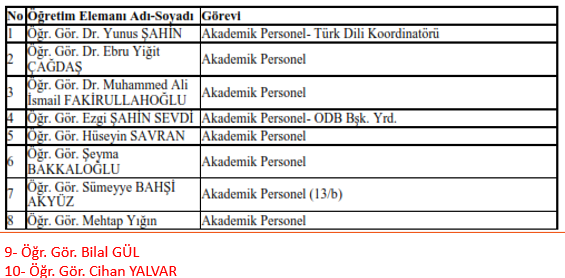 No Öğretim Elemanı Adı-Soyadı Görevi
1 Öğr. Gör. Dr. Yunus ŞAHİN Akademik Personel- Türk Dili Koordinatörü
2 Öğr. Gör. Dr. Ebru Yiğit ÇAĞDAŞ Akademik Personel
3 Öğr. Gör. Dr. Muhammed Ali İsmail FAKİRULLAHOĞLU Akademik Personel
4 Öğr. Gör. Ezgi ŞAHİN SEVDİ Akademik Personel- ODB Bşk. Yrd.
5 Öğr. Gör. Hüseyin SAVRAN Akademik Personel
6 Öğr. Gör. Şeyma BAKKALOĞLU Akademik Personel
7 Öğr. Gör. Sümeyye BAHŞİ AKYÜZ Akademik Personel (13/b)
8 Öğr. Gör. Mehtap Yığın Akademik Personel
9- Öğr. Gör. Bilal GÜL
10- Öğr. Gör. Cihan YALVAR